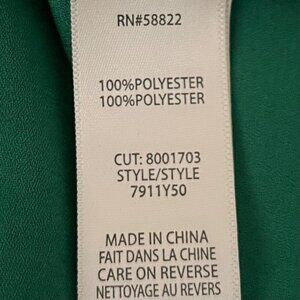 RN#58822
100%POLYESTER
100%POLYESTER
CUT: 8001703
STYLE/STYLE
7911Y50
MADE IN CHINA
FAIT DANS LA CHINE
CARE ON REVERSE
NETTOYAGE AU REVERS